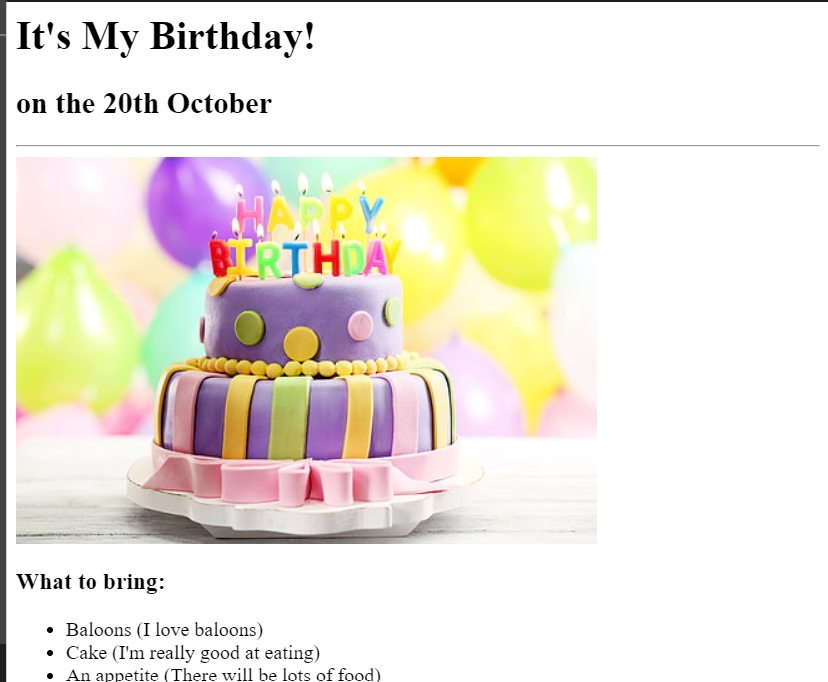 It's My Birthday!
on the 20th October
HAPPY
BIRTHDAY
What to bring:
Baloons (I love baloons)
Cake (I'm really good at eating)
An appetite (There will be lots of food)